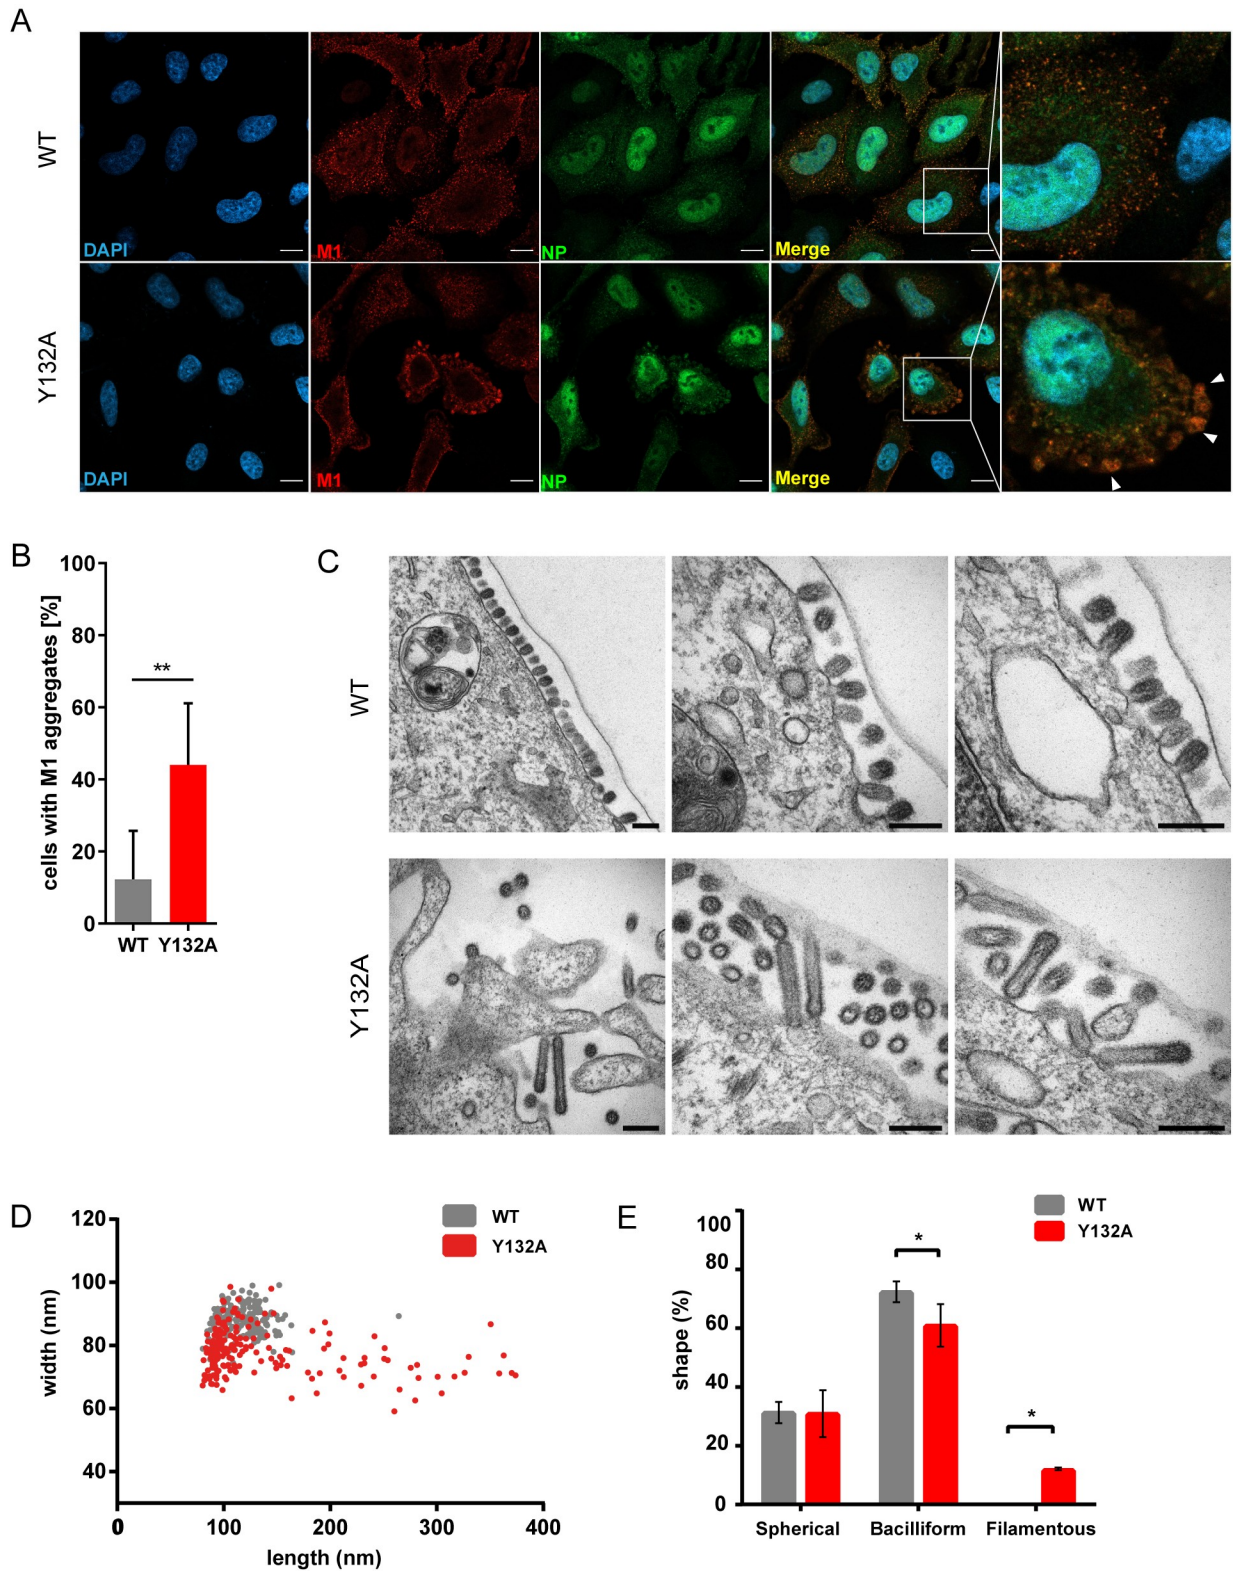 A
WT
DAPI
M1
NP
Merge
Y132A
DAPI
M1
NP
Merge
B
cells with M1 aggregates [%]
100
80
60
40
20
0
**
WT
Y132A
C
WT
Y132A
D
WT
Y132A
width (nm)
120
100
80
60
40
0
100
200
300
400
length (nm)
E
WT
Y132A
shape (%)
100
80
60
40
20
0
*
*
Spherical
Bacilliform
Filamentous